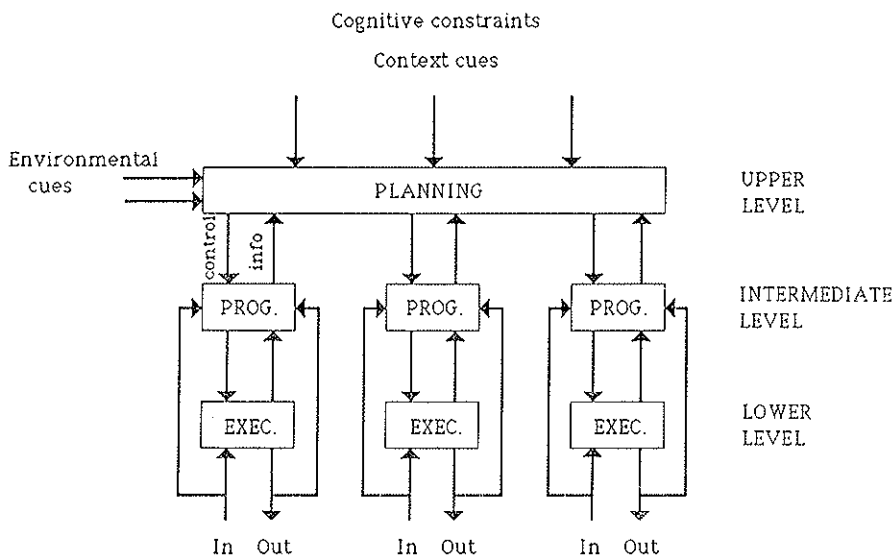 Cognitive constraints
Context cues
Environmental
cues
PLANNING
UPPER
LEVEL
control
info
PROG.
PROG.
PROG.
INTERMEDIATE
LEVEL
EXEC.
EXEC.
EXEC.
LOWER
LEVEL
In Out
In Out
In Out